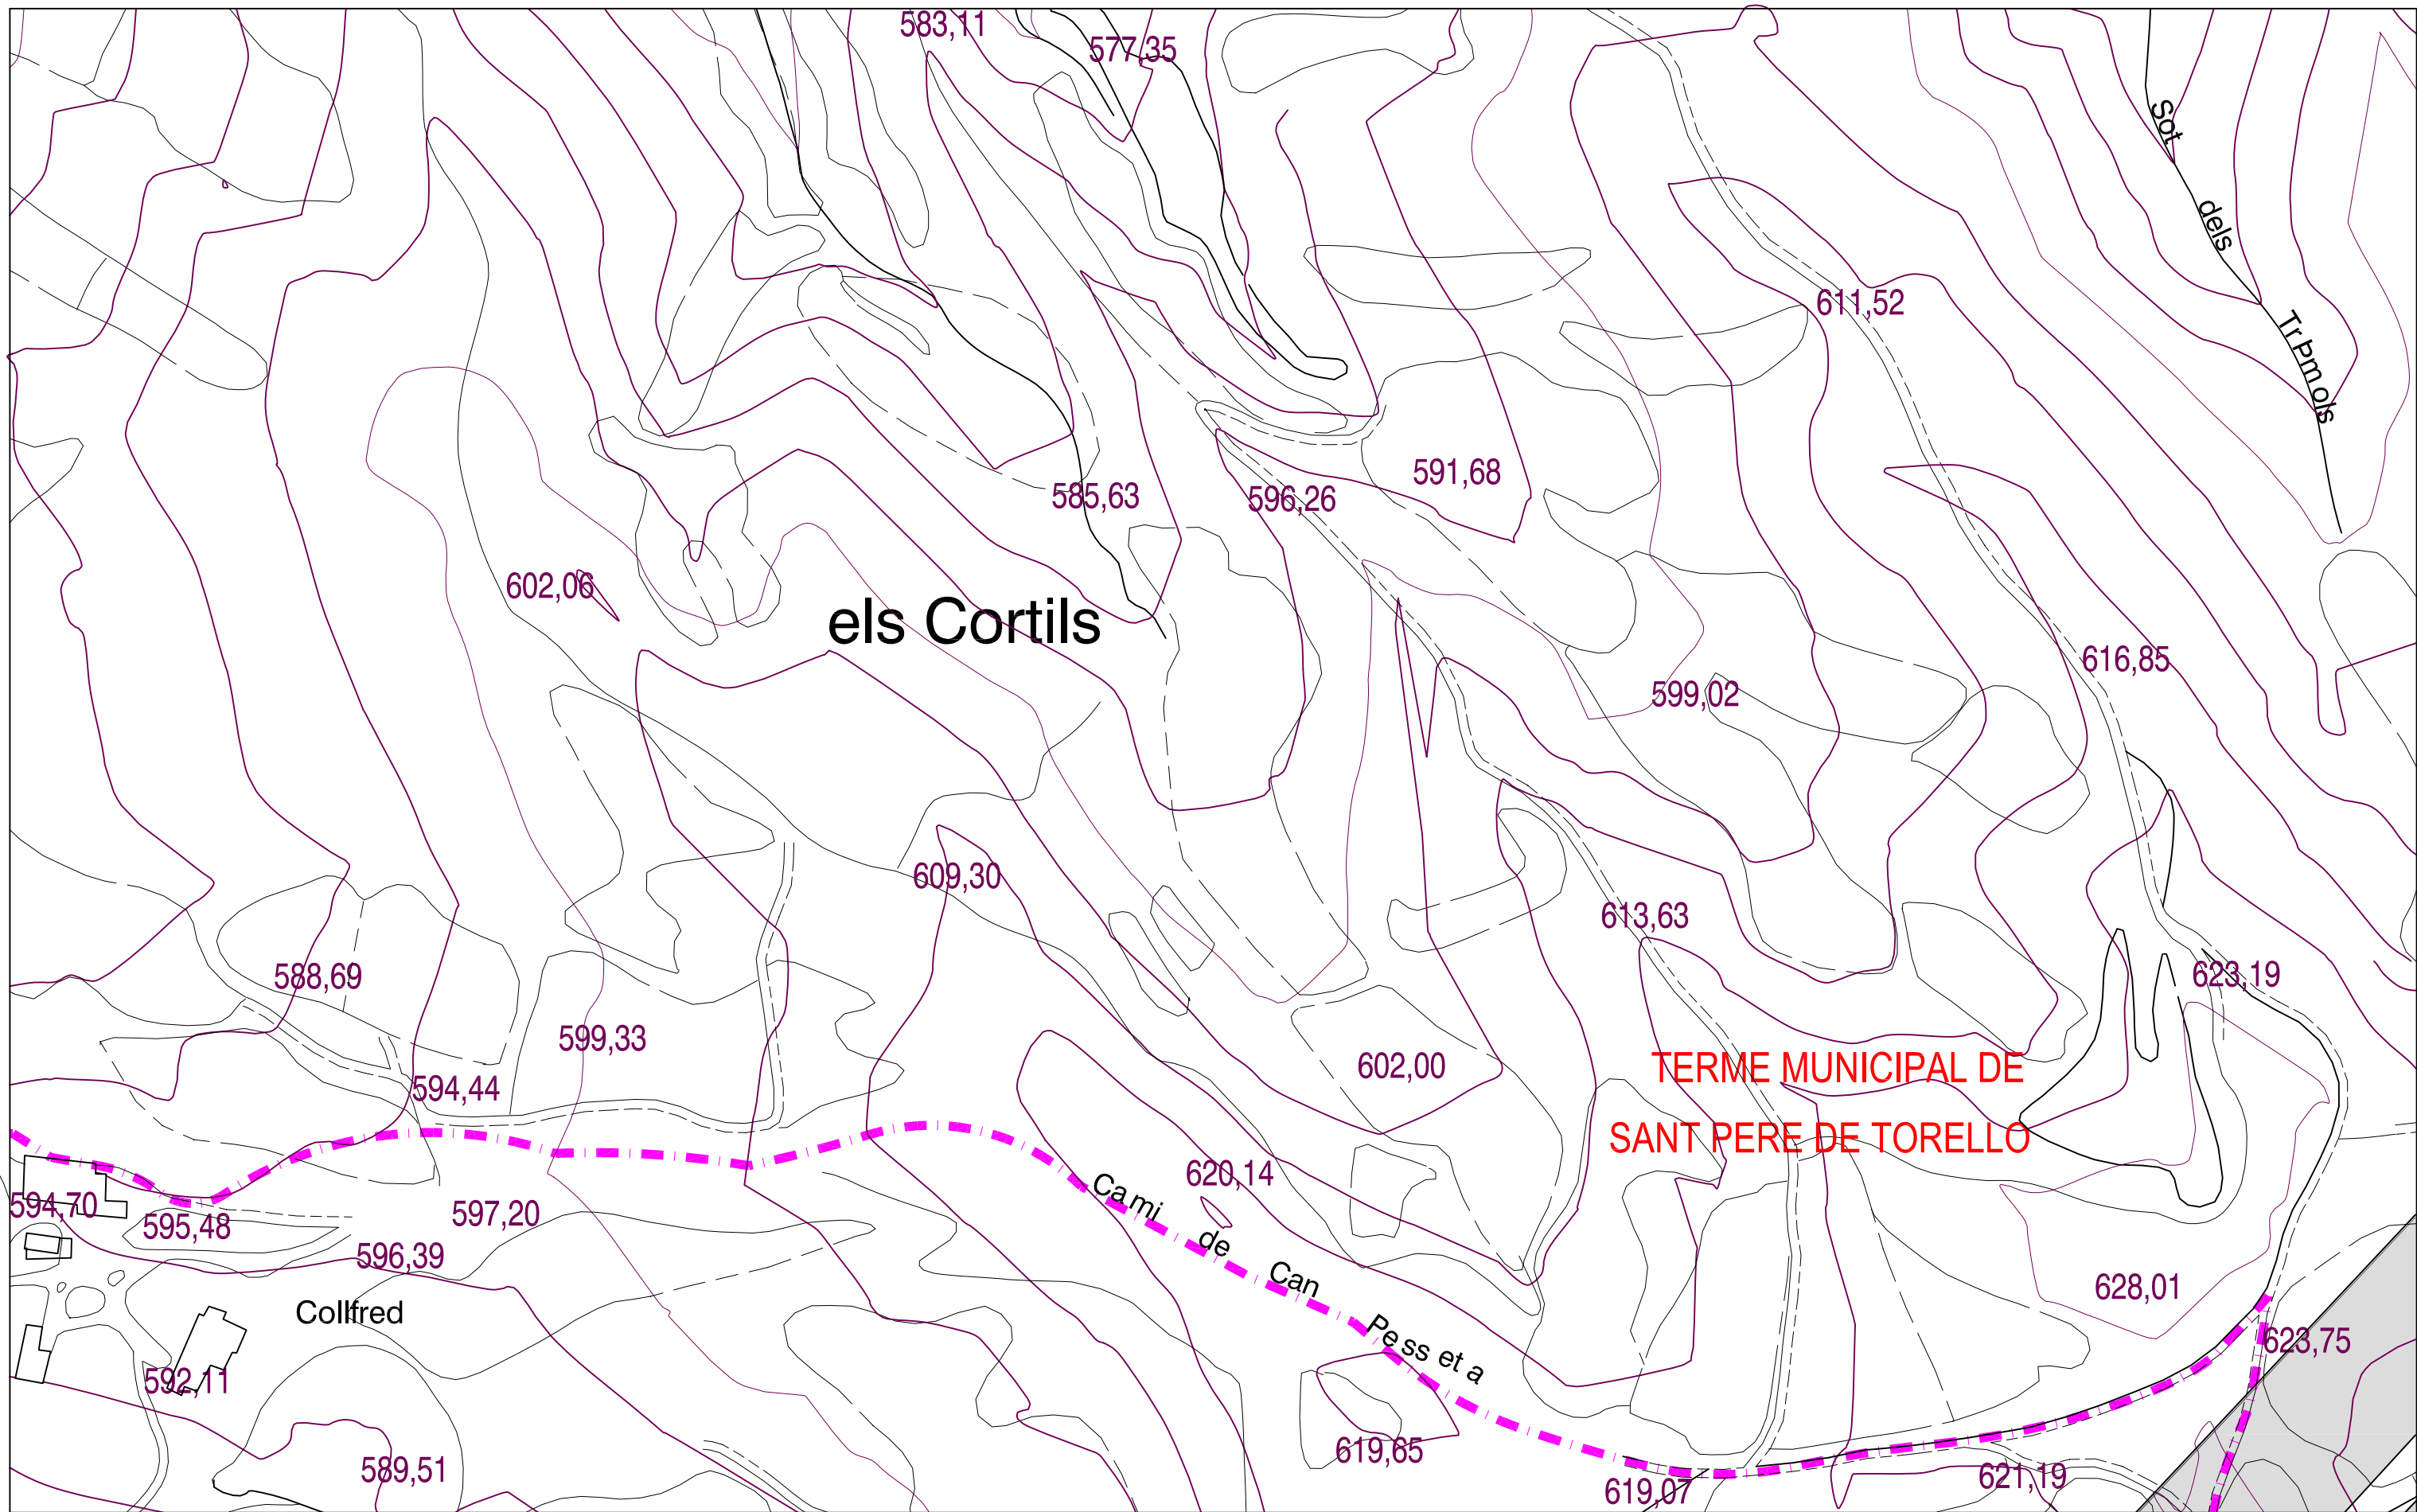 583,11
577,35
Sot
dels
TrÞmols
611,52
591,68
585,63
596,26
602,06
els Cortils
616,85
599,02
609,30
613,63
588,69
623,19
599,33
602,00
TERME MUNICIPAL DE
594,44
SANT PERE DE TORELLO
620,14
Cami
de
Can
Pesseta
594,70
595,48
597,20
596,39
628,01
Collfred
623,75
592,11
619,65
589,51
621,19
619,07